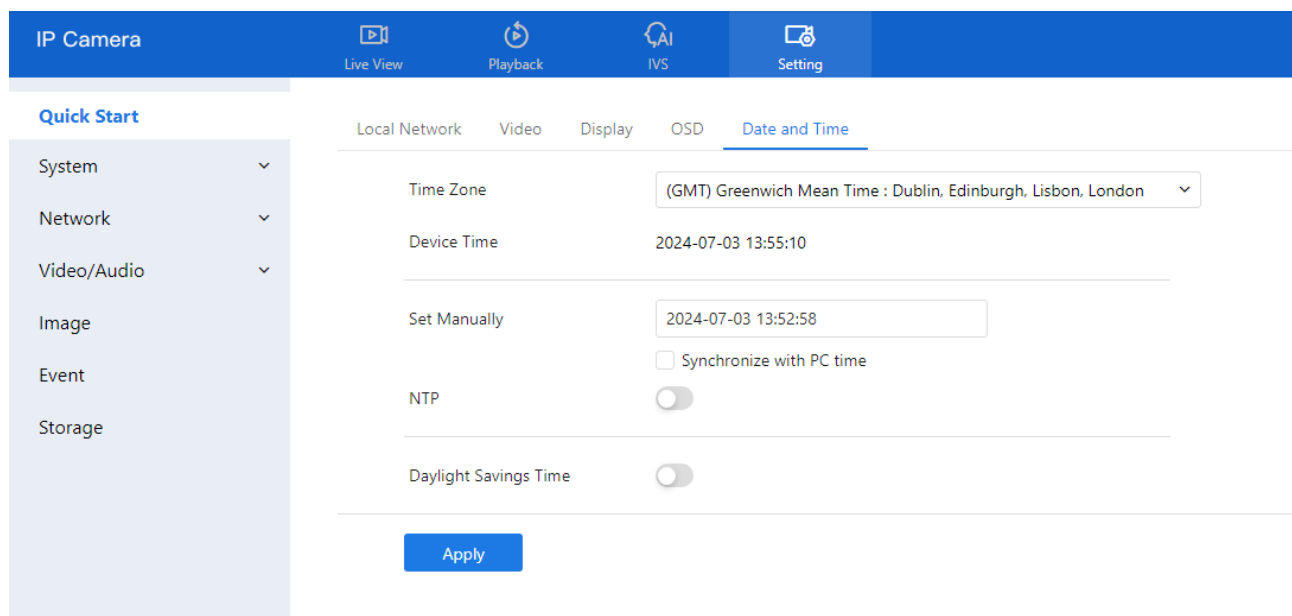 IP Camera
Live View
Playback
AI
IVS
Setting
Quick Start
System
Network
Video/Audio
Image
Event
Storage
Local Network Video Display OSD Date and Time
Time Zone (GMT) Greenwich Mean Time : Dublin, Edinburgh, Lisbon, London
Device Time 2024-07-03 13:55:10
Set Manually 2024-07-03 13:52:58
Synchronize with PC time
NTP
Daylight Savings Time
Apply